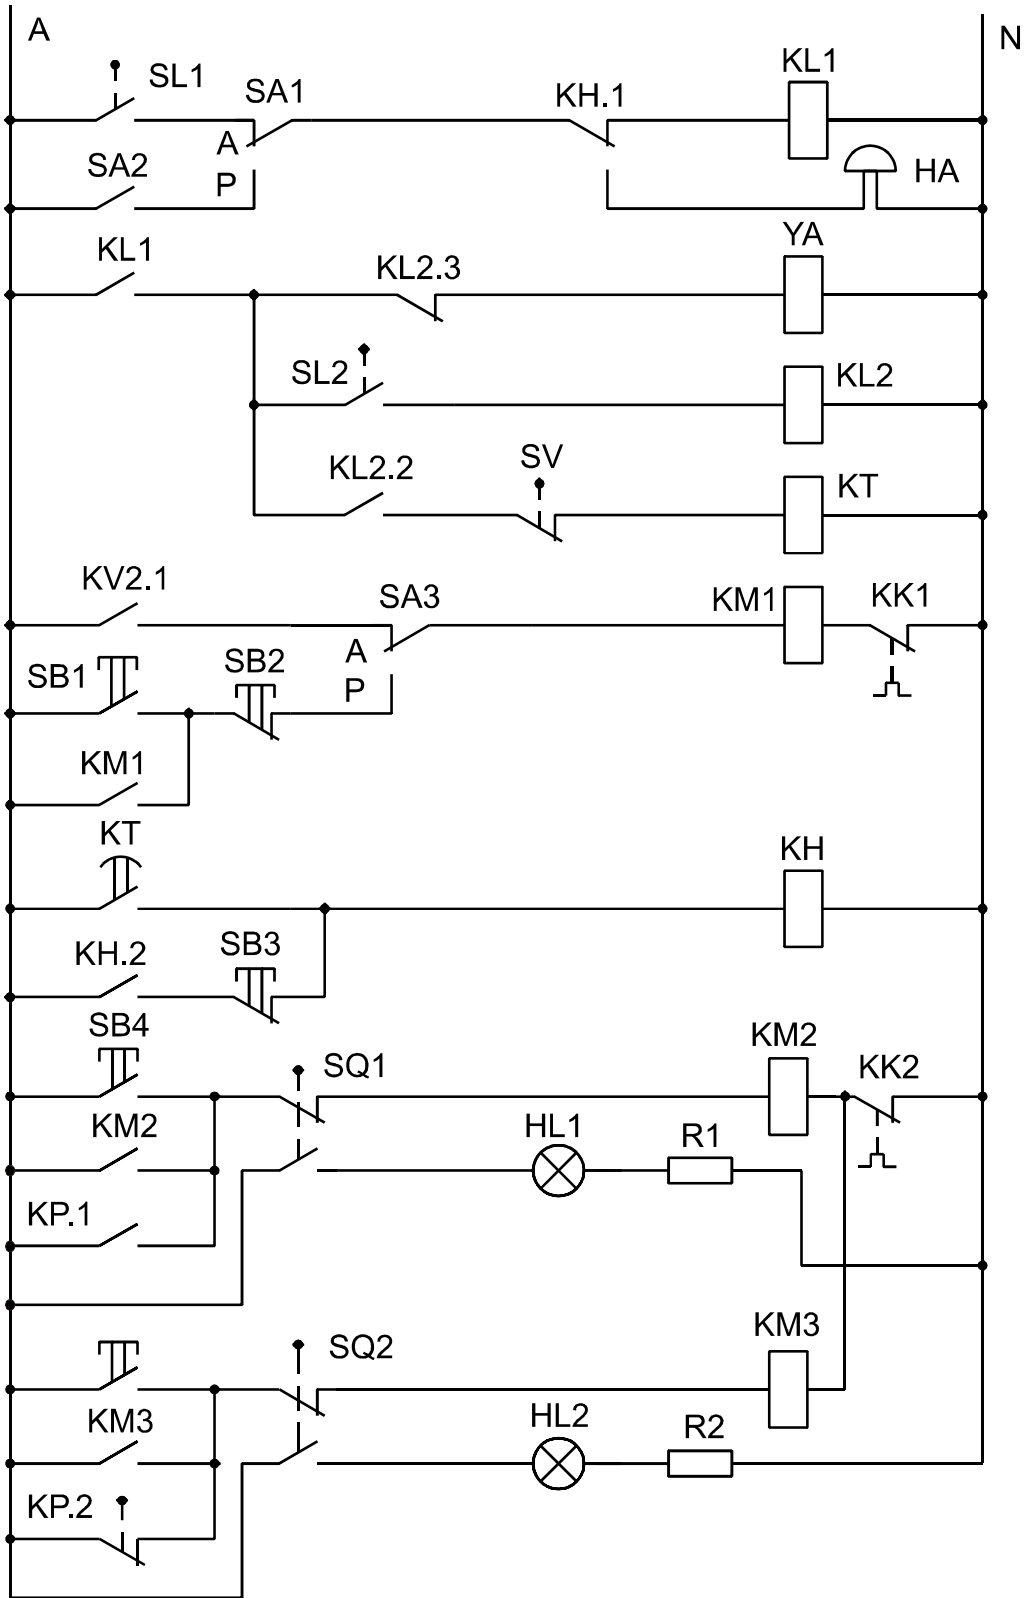 A
N
SL1
SA1
KH.1
KL1
A
SA2
P
HA
KL1
KL2.3
YA
SL2
KL2
KL2.2
SV
KT
KV2.1
SA3
KM1
KK1
A
SB1
SB2
P
KM1
KT
KH
KH.2
SB3
SB4
SQ1
KM2
KK2
KM2
HL1
R1
KP.1
SQ2
KM3
KM3
HL2
R2
KP.2